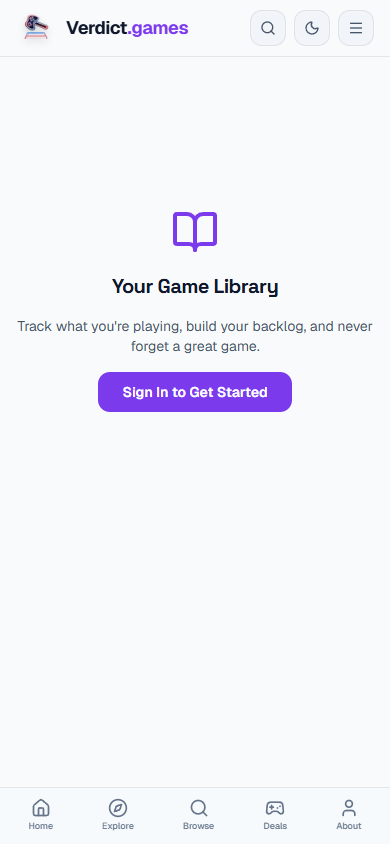 Verdict.games
Your Game Library
Track what you're playing, build your backlog, and never
forget a great game.
Sign In to Get Started
Home
Explore
Browse
Deals
About